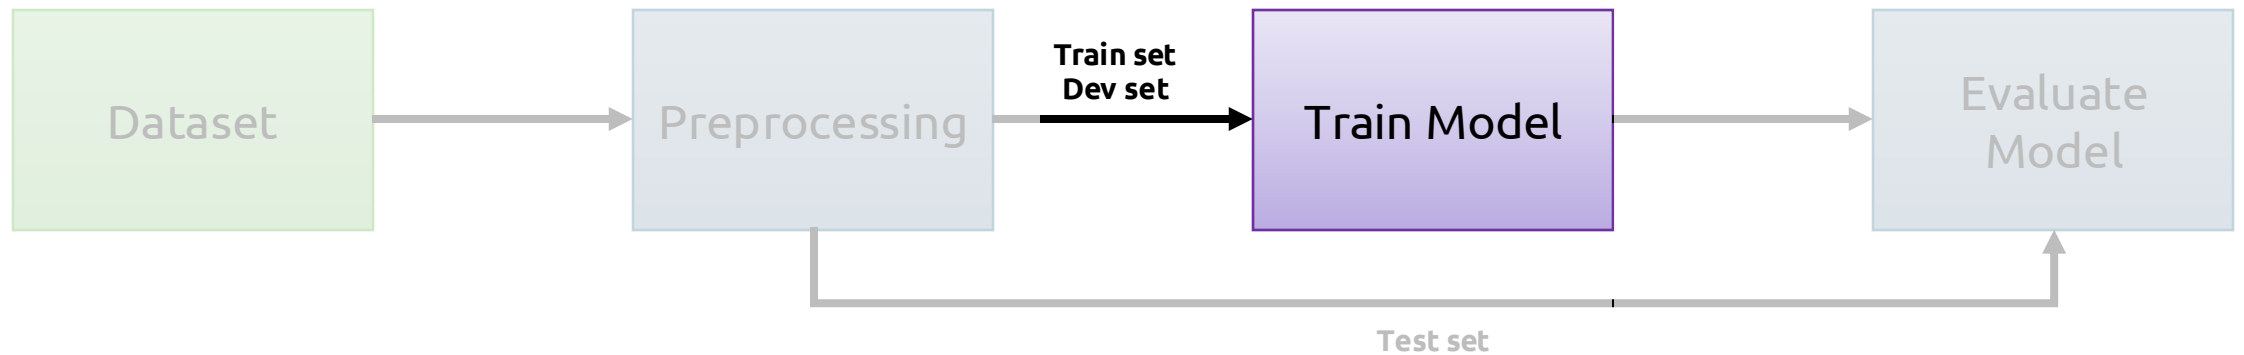 Dataset
Preprocessing
Train set
Dev set
Train Model
Evaluate
Model
Test set